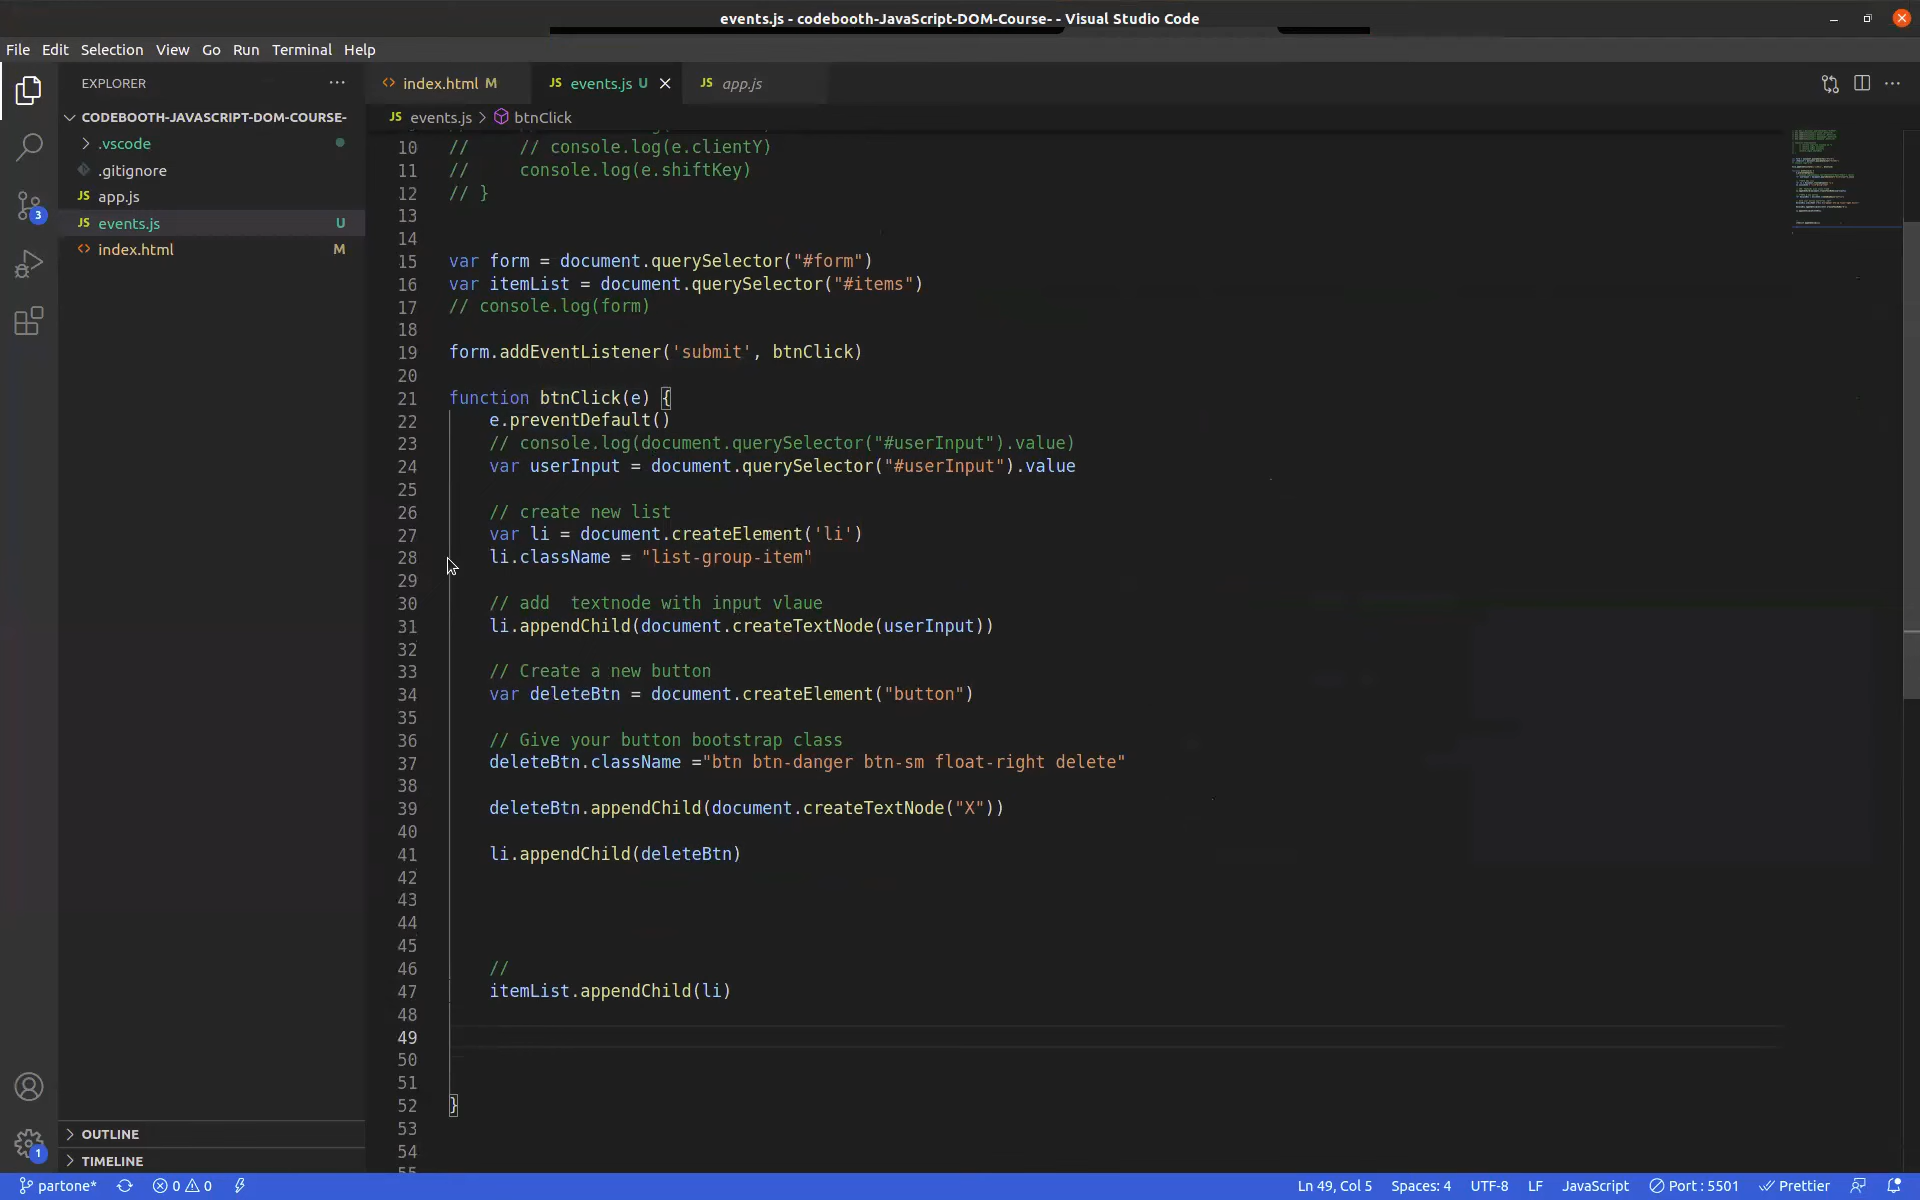 events.js - codebooth-JavaScript-DOM-Course- - Visual Studio Code
File Edit Selection View Go Run Terminal Help
EXPLORER
CODEBOOTH-JAVASCRIPT-DOM-COURSE-
.vscode
.gitignore
JS app.js
JS events.js U
<> index.html M
OUTLINE
TIMELINE
3
1
<> index.html M JS events.js U JS app.js
JS events.js > btnClick
10 // // console.log(e.clientY)
11 // console.log(e.shiftKey)
12 // }
13
14
15 var form = document.querySelector("#form")
16 var itemList = document.querySelector("#items")
17 // console.log(form)
18
19 form.addEventListener('submit', btnClick)
20
21 function btnClick(e) {
22 e.preventDefault()
23 // console.log(document.querySelector("#userInput").value)
24 var userInput = document.querySelector("#userInput").value
25
26 // create new list
27 var li = document.createElement('li')
28 li.className = "list-group-item"
29
30 // add  textnode with input vlaue
31 li.appendChild(document.createTextNode(userInput))
32
33 // Create a new button
34 var deleteBtn = document.createElement("button")
35
36 // Give your button bootstrap class
37 deleteBtn.className ="btn btn-danger btn-sm float-right delete"
38
39 deleteBtn.appendChild(document.createTextNode("X"))
40
41 li.appendChild(deleteBtn)
42
43
44
45
46 //
47 itemList.appendChild(li)
48
49
50
51
52 }
53
54
55
partone* 0 0 Ln 49, Col 5 Spaces: 4 UTF-8 LF JavaScript Port : 5501 Prettier